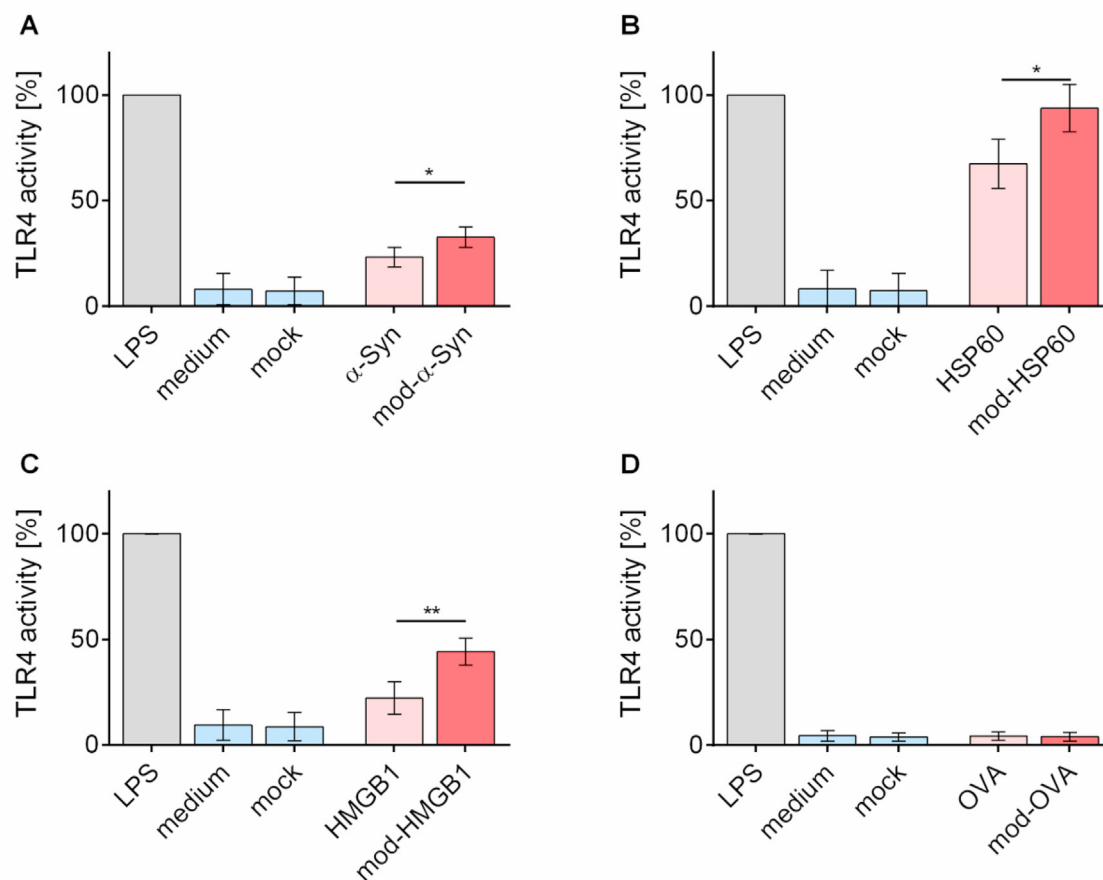 A
TLR4 activity [%]
100
50
0
LPS
medium
mock
α-Syn
mod-α-Syn
*
B
TLR4 activity [%]
100
50
0
LPS
medium
mock
HSP60
mod-HSP60
*
C
TLR4 activity [%]
100
50
0
LPS
medium
mock
HMGB1
mod-HMGB1
**
D
TLR4 activity [%]
100
50
0
LPS
medium
mock
OVA
mod-OVA